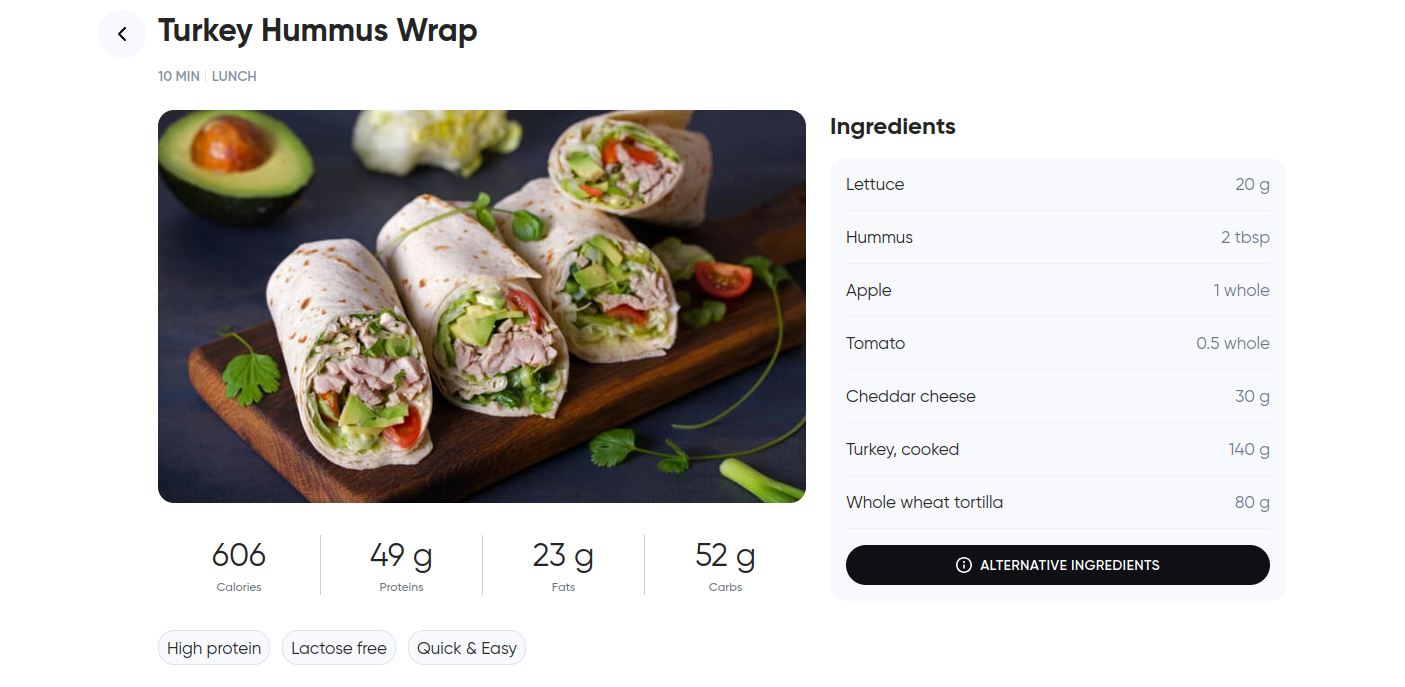 Turkey Hummus Wrap
10 MIN | LUNCH
Ingredients
Lettuce 20 g
Hummus 2 tbsp
Apple 1 whole
Tomato 0.5 whole
Cheddar cheese 30 g
Turkey, cooked 140 g
Whole wheat tortilla 80 g
ALTERNATIVE INGREDIENTS
606 49 g 23 g 52 g
Calories Proteins Fats Carbs
High protein Lactose free Quick & Easy